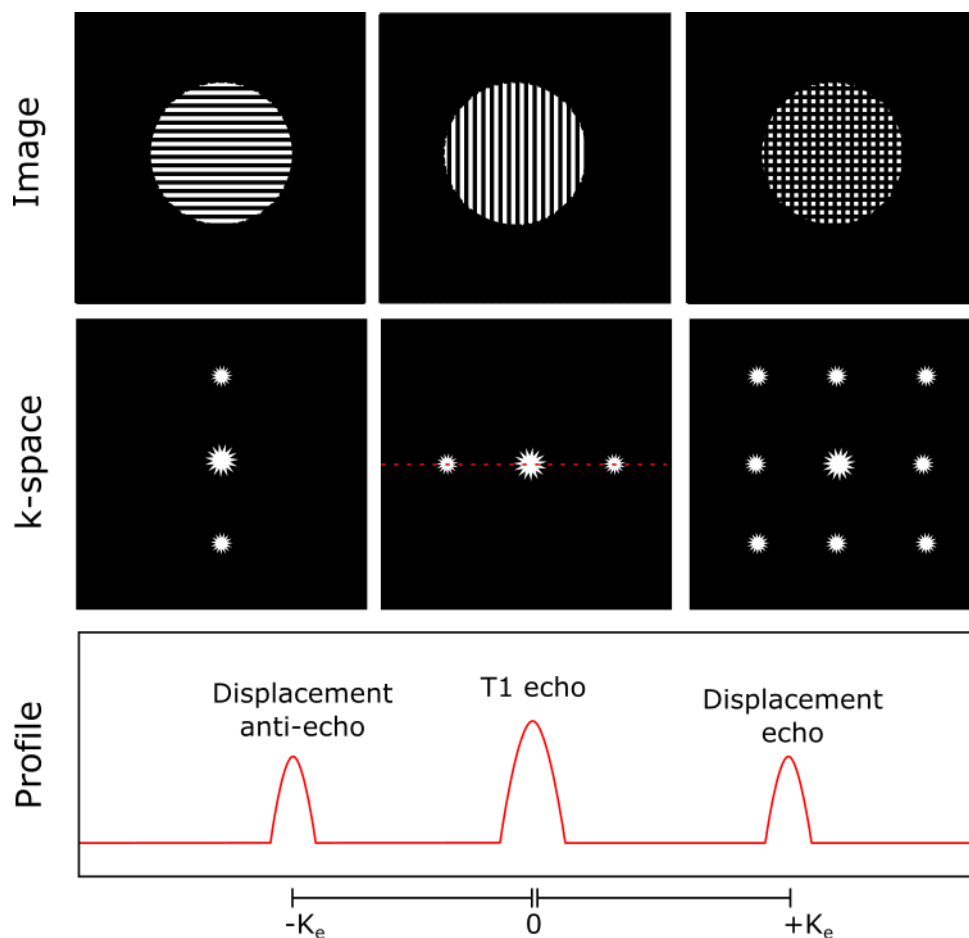 Image
k-space
Profile
Displacement
anti-echo
T1 echo
Displacement
echo
-Ke
0
+Ke